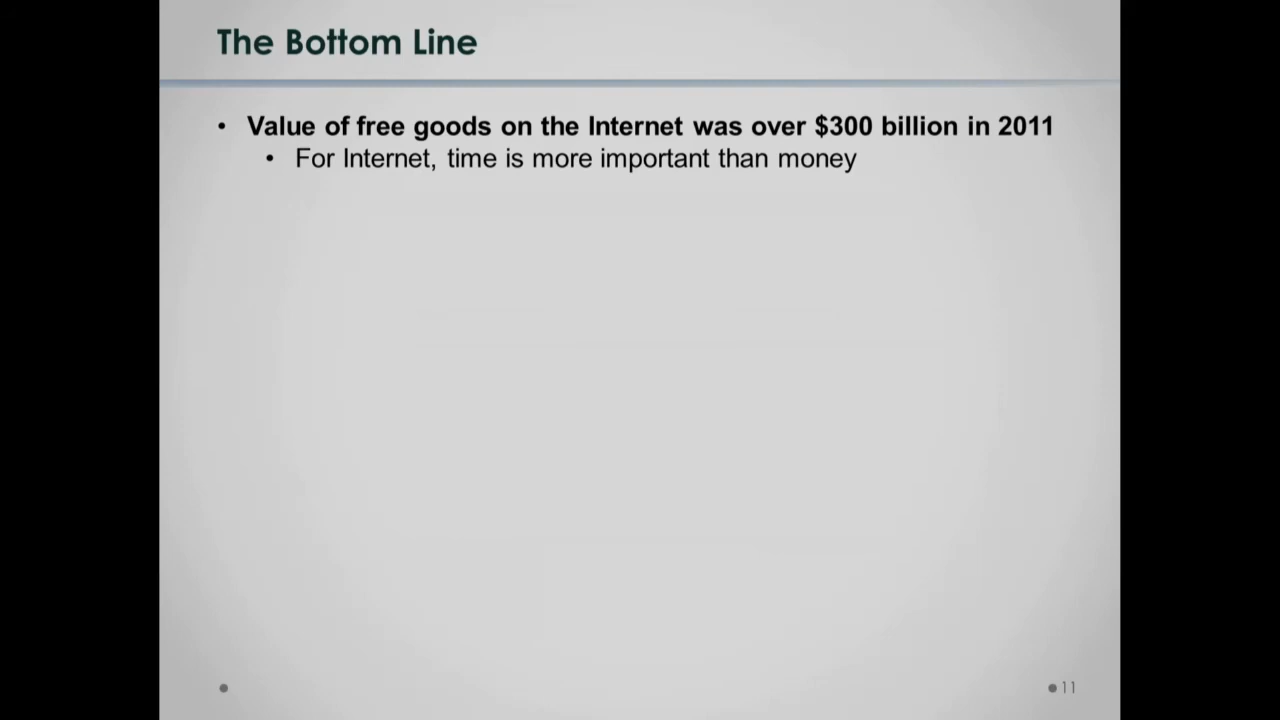 The Bottom Line
• Value of free goods on the Internet was over $300 billion in 2011
• For Internet, time is more important than money
11